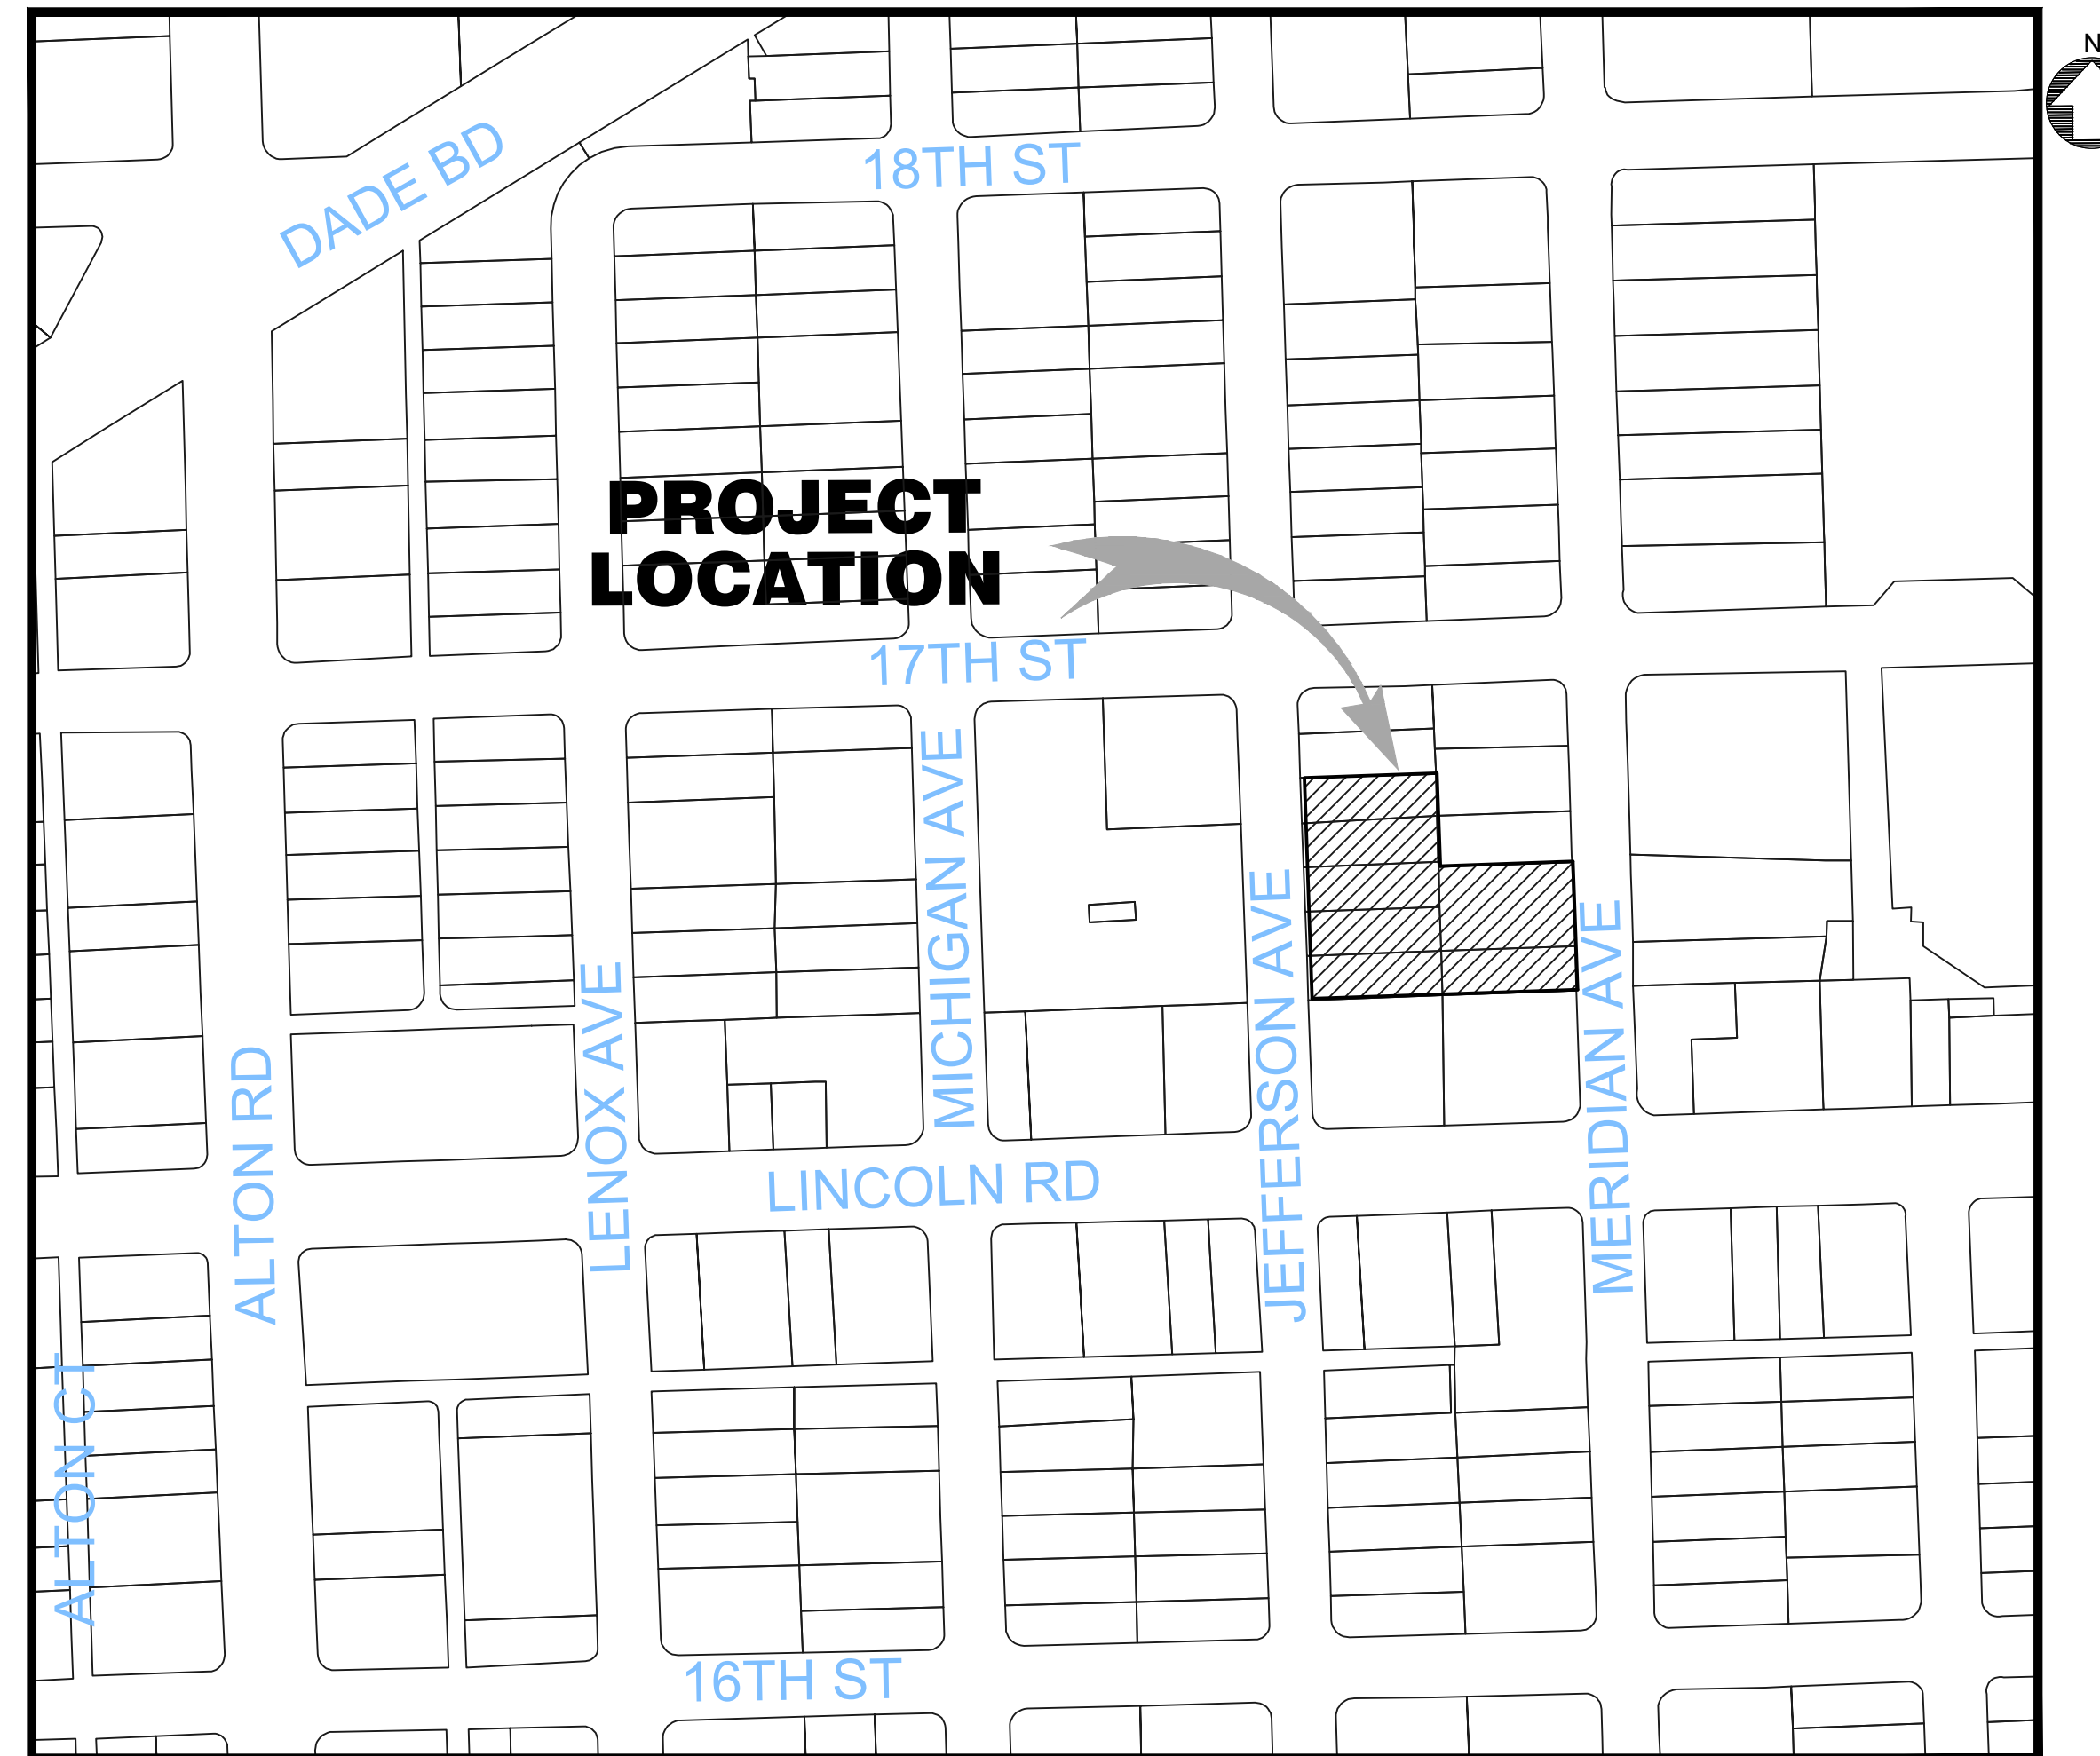 N
DADE BD
18TH ST
PROJECT
LOCATION
17TH ST
MICHIGAN AVE
JEFFERSON AVE
MERIDIAN AVE
LENOX AVE
ALTON RD
LINCOLN RD
ALTON CT
16TH ST